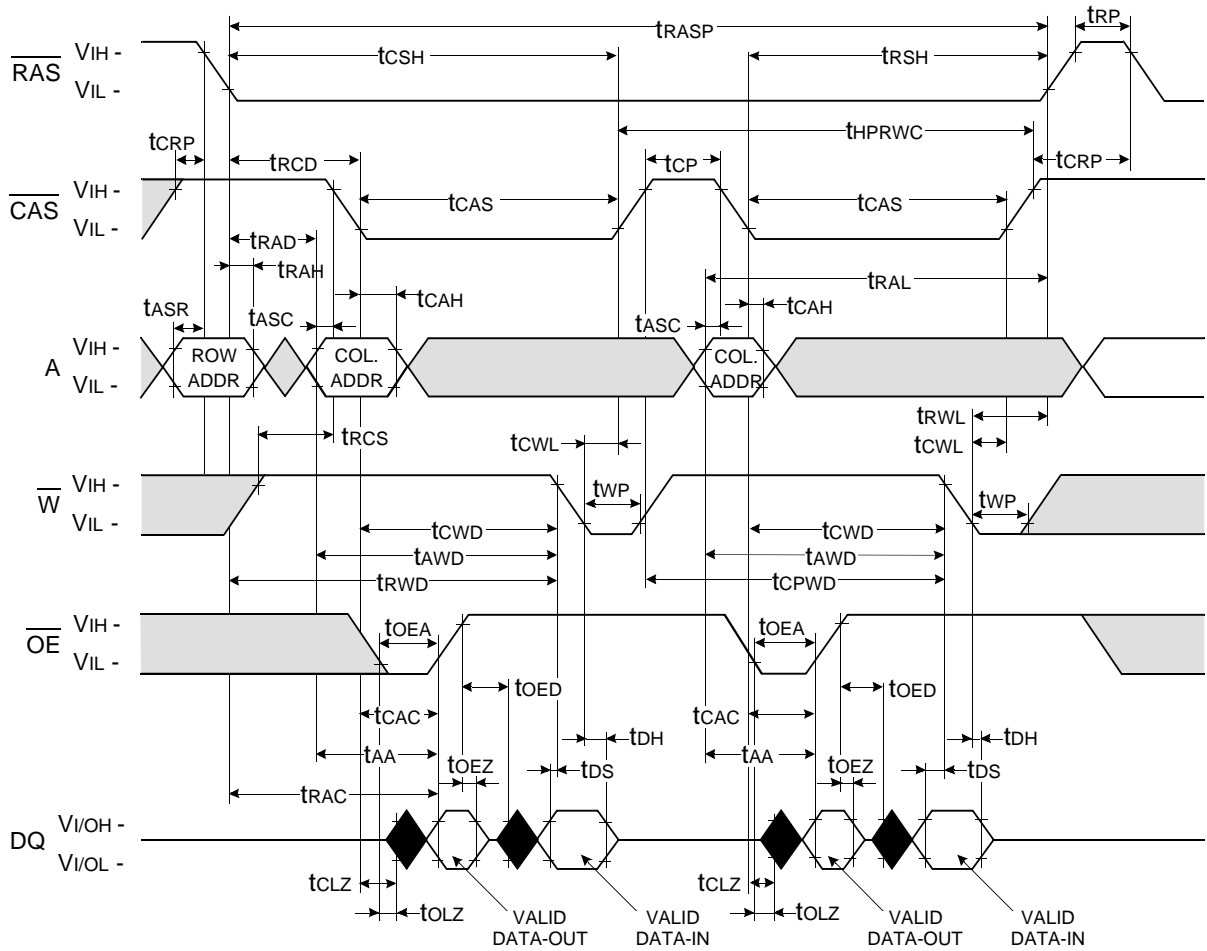 tRASP
tRP
tCSH
tRSH
RAS
VIH -
VIL -
tHPRWC
tCRP
tRCD
tCP
tCRP
CAS
VIH -
VIL -
tCAS
tCAS
tRAD
tRAH
tRAL
tASR
tASC
tCAH
tASC
tCAH
A
VIH -
VIL -
ROW
ADDR
COL.
ADDR
COL.
ADDR
tRWL
tRCS
tCWL
tCWL
W
VIH -
VIL -
tWP
tWP
tCWD
tCWD
tAWD
tAWD
tRWD
tCPWD
OE
VIH -
VIL -
tOEA
tOEA
tOED
tOED
tCAC
tCAC
tDH
tDH
tAA
tAA
tOEZ
tDS
tOEZ
tDS
tRAC
DQ
VI/OH -
VI/OL -
tCLZ
tCLZ
tOLZ
tOLZ
VALID
DATA-OUT
VALID
DATA-IN
VALID
DATA-OUT
VALID
DATA-IN